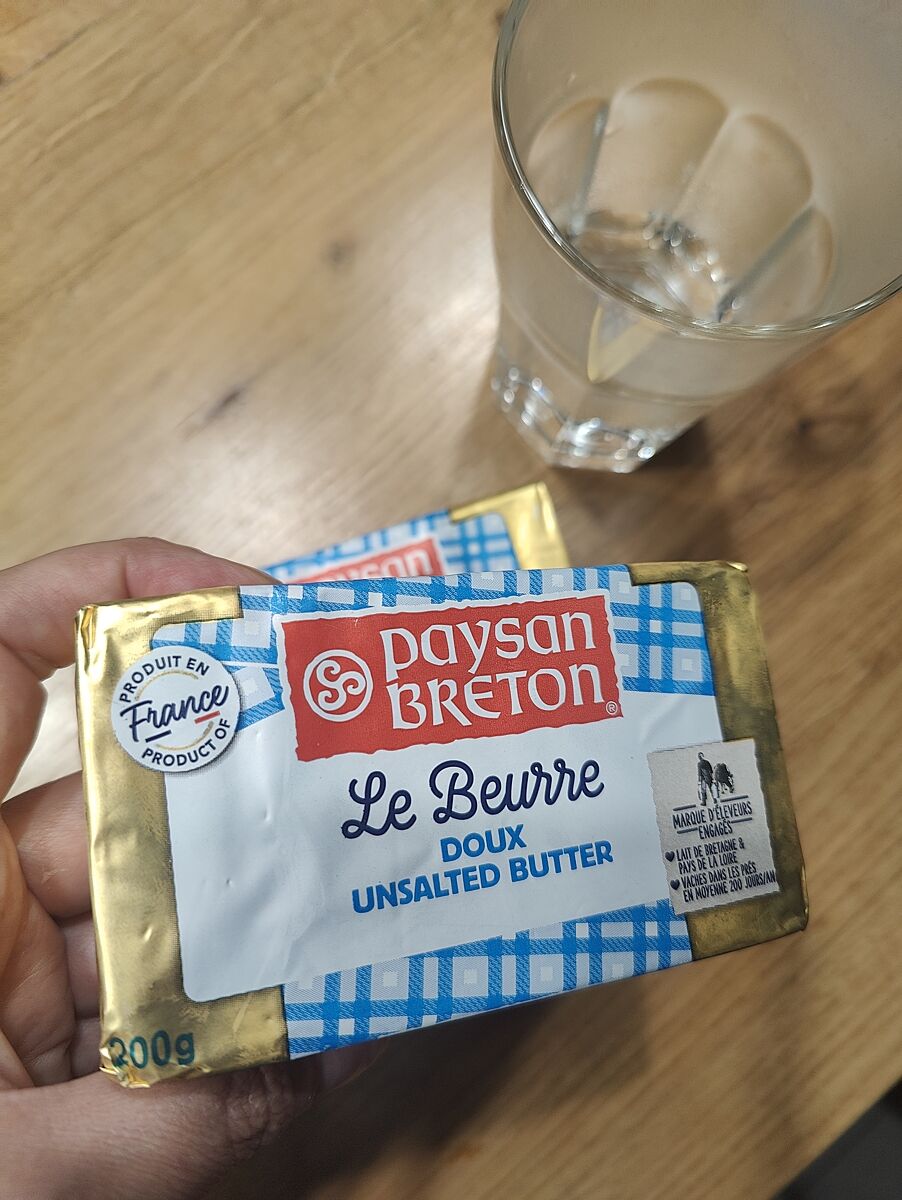 paysan
PRODUIT EN
France
PRODUCT OF
paysan
BRETON®
Le Beurre
DOUX
UNSALTED BUTTER
MARQUE D'ÉLEVEURS
ENGAGÉS
LAIT DE BRETAGNE &
PAYS DE LA LOIRE
VACHES DANS LES PRÉS
EN MOYENNE 200 JOURS/AN
200g